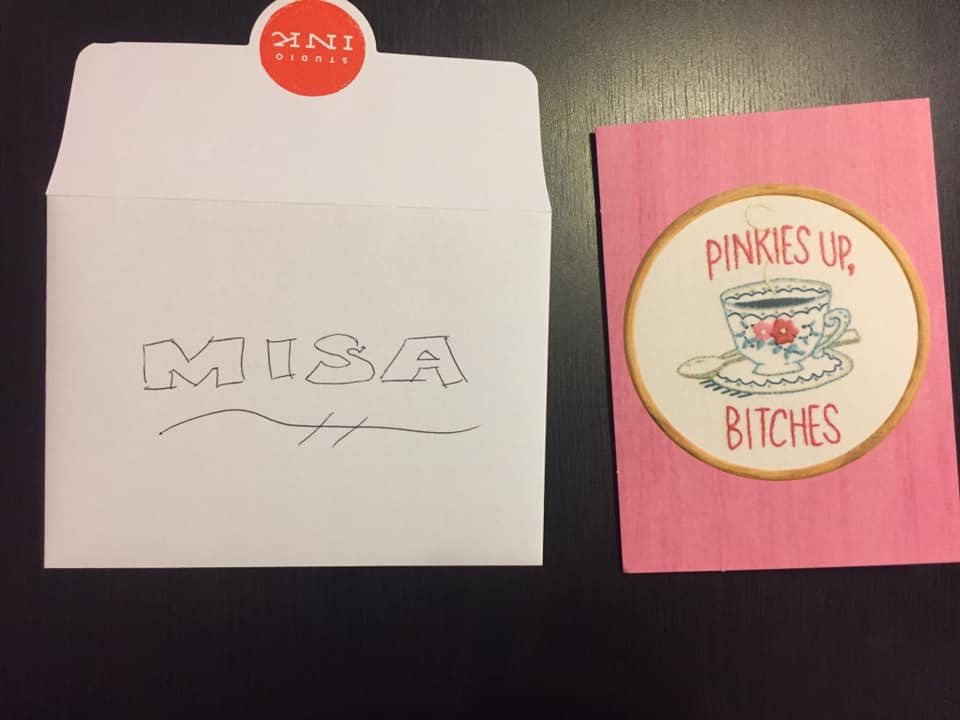 STUDIO
INK
MISA
PINKIES UP,
BITCHES